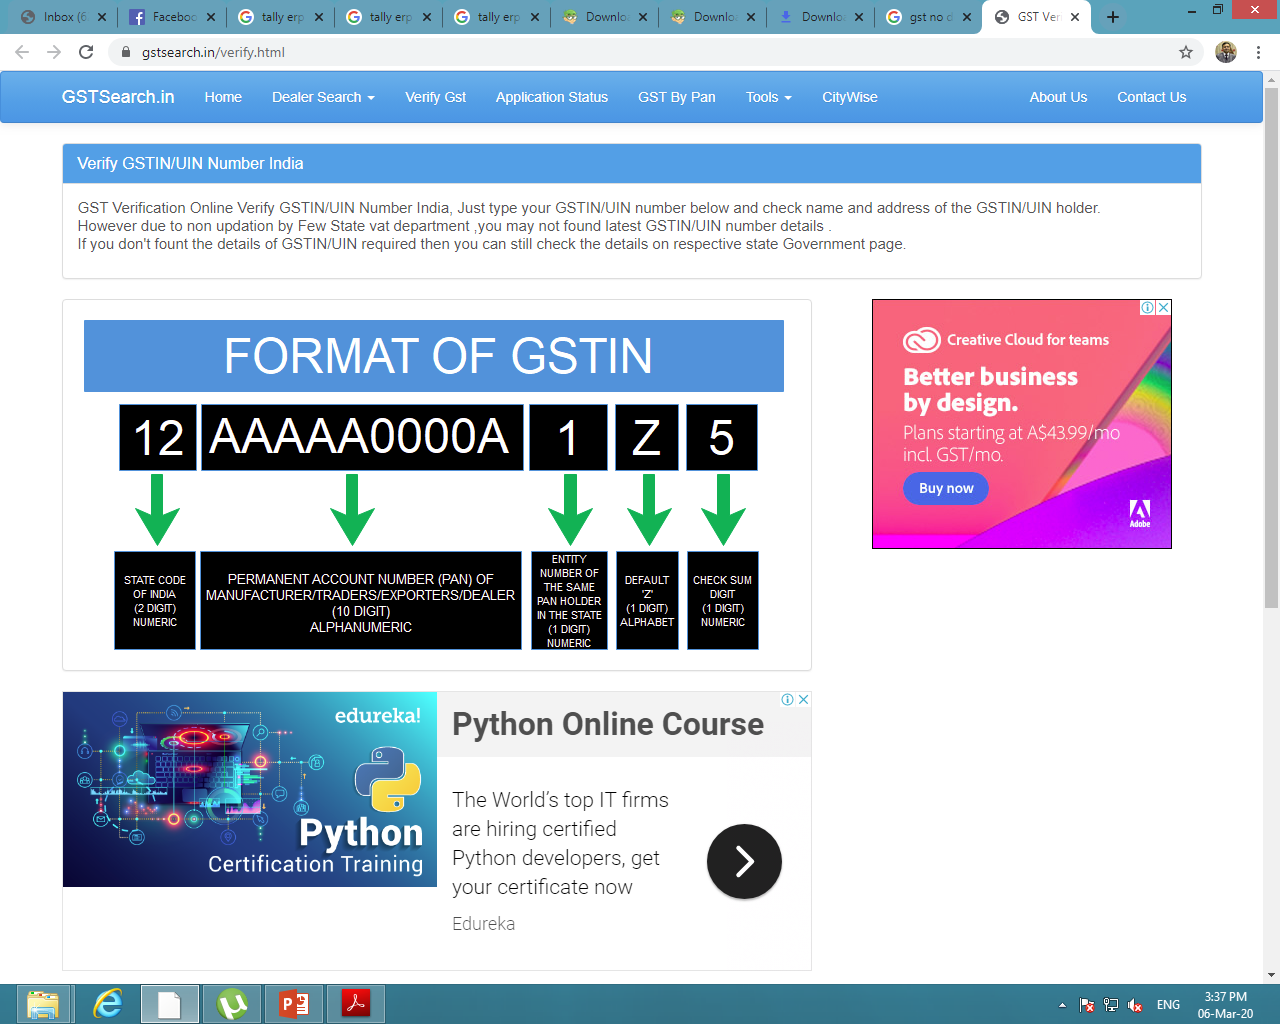 Inbox (6
Facebook
tally erp
tally erp
tally erp
Downlo
Downlo
Downlo
gst no d
GST Ver
gstsearch.in/verify.html
GSTSearch.in
Home
Dealer Search
Verify Gst
Application Status
GST By Pan
Tools
CityWise
About Us
Contact Us
Verify GSTIN/UIN Number India
GST Verification Online Verify GSTIN/UIN Number India, Just type your GSTIN/UIN number below and check name and address of the GSTIN/UIN holder.
However due to non updation by Few State vat department ,you may not found latest GSTIN/UIN number details .
If you don't fount the details of GSTIN/UIN required then you can still check the details on respective state Government page.
FORMAT OF GSTIN
12 AAAAA0000A 1 Z 5
STATE CODE
OF INDIA
(2 DIGIT)
NUMERIC
PERMANENT ACCOUNT NUMBER (PAN) OF
MANUFACTURER/TRADERS/EXPORTERS/DEALER
(10 DIGIT)
ALPHANUMERIC
ENTITY
NUMBER OF
THE SAME
PAN HOLDER
IN THE STATE
(1 DIGIT)
NUMERIC
DEFAULT
'Z'
(1 DIGIT)
ALPHABET
CHECK SUM
DIGIT
(1 DIGIT)
NUMERIC
Creative Cloud for teams
Better business
by design.
Plans starting at A$43.99/mo
incl. GST/mo.
Buy now
Adobe
edureka!
Python
Certification Training
Python Online Course
The World's top IT firms
are hiring certified
Python developers, get
your certificate now
Edureka
ENG
3:37 PM
06-Mar-20